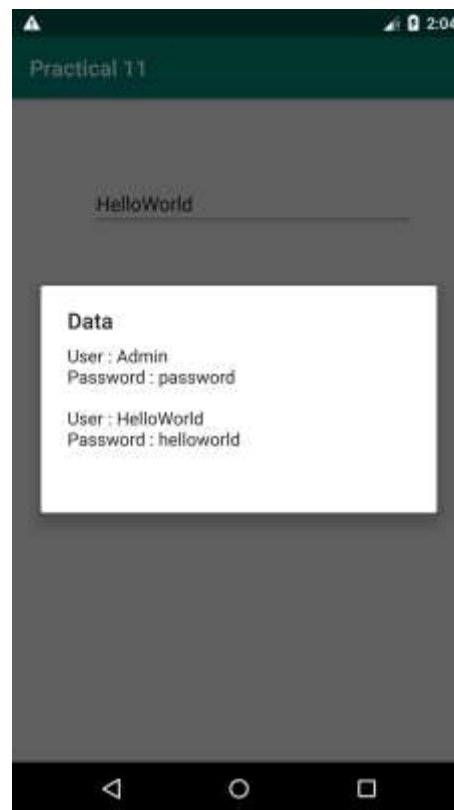 2:04
Practical 11
HelloWorld
Data
User : Admin
Password : password
User : HelloWorld
Password : helloworld